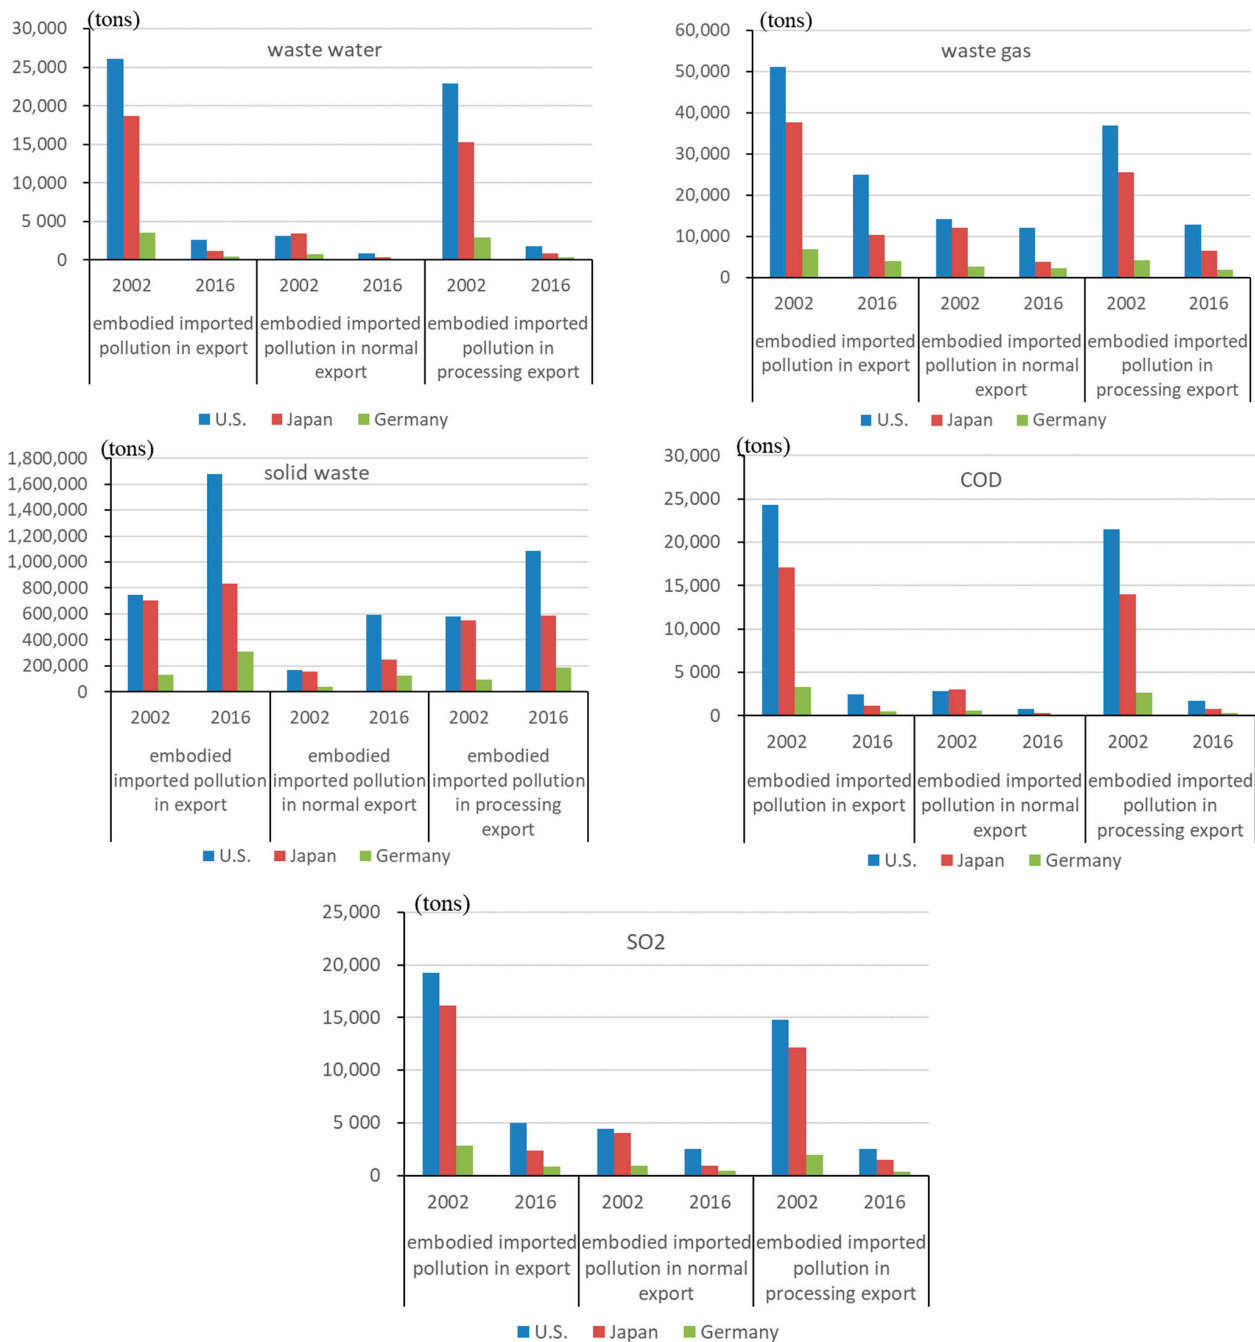 (tons)
waste water
30,000
25,000
20,000
15,000
10,000
5 000
0
2002 2016 2002 2016 2002 2016
embodied imported embodied imported embodied imported
pollution in export pollution in normal pollution in
export processing export
U.S. Japan Germany
(tons)
waste gas
60,000
50,000
40,000
30,000
20,000
10,000
0
2002 2016 2002 2016 2002 2016
embodied imported embodied imported embodied imported
pollution in export pollution in normal pollution in
export processing export
U.S. Japan Germany
(tons)
solid waste
1,800,000
1,600,000
1,400,000
1,200,000
1,000,000
800,000
600,000
400,000
200,000
0
2002 2016 2002 2016 2002 2016
embodied embodied embodied
imported pollution imported pollution imported pollution
in export in normal export in processing
export
U.S. Japan Germany
(tons)
COD
30,000
25,000
20,000
15,000
10,000
5 000
0
2002 2016 2002 2016 2002 2016
embodied imported embodied imported embodied imported
pollution in export pollution in normal pollution in
export processing export
U.S. Japan Germany
(tons)
SO2
25,000
20,000
15,000
10,000
5 000
0
2002 2016 2002 2016 2002 2016
embodied imported embodied imported embodied imported
pollution in export pollution in normal pollution in
export processing export
U.S. Japan Germany